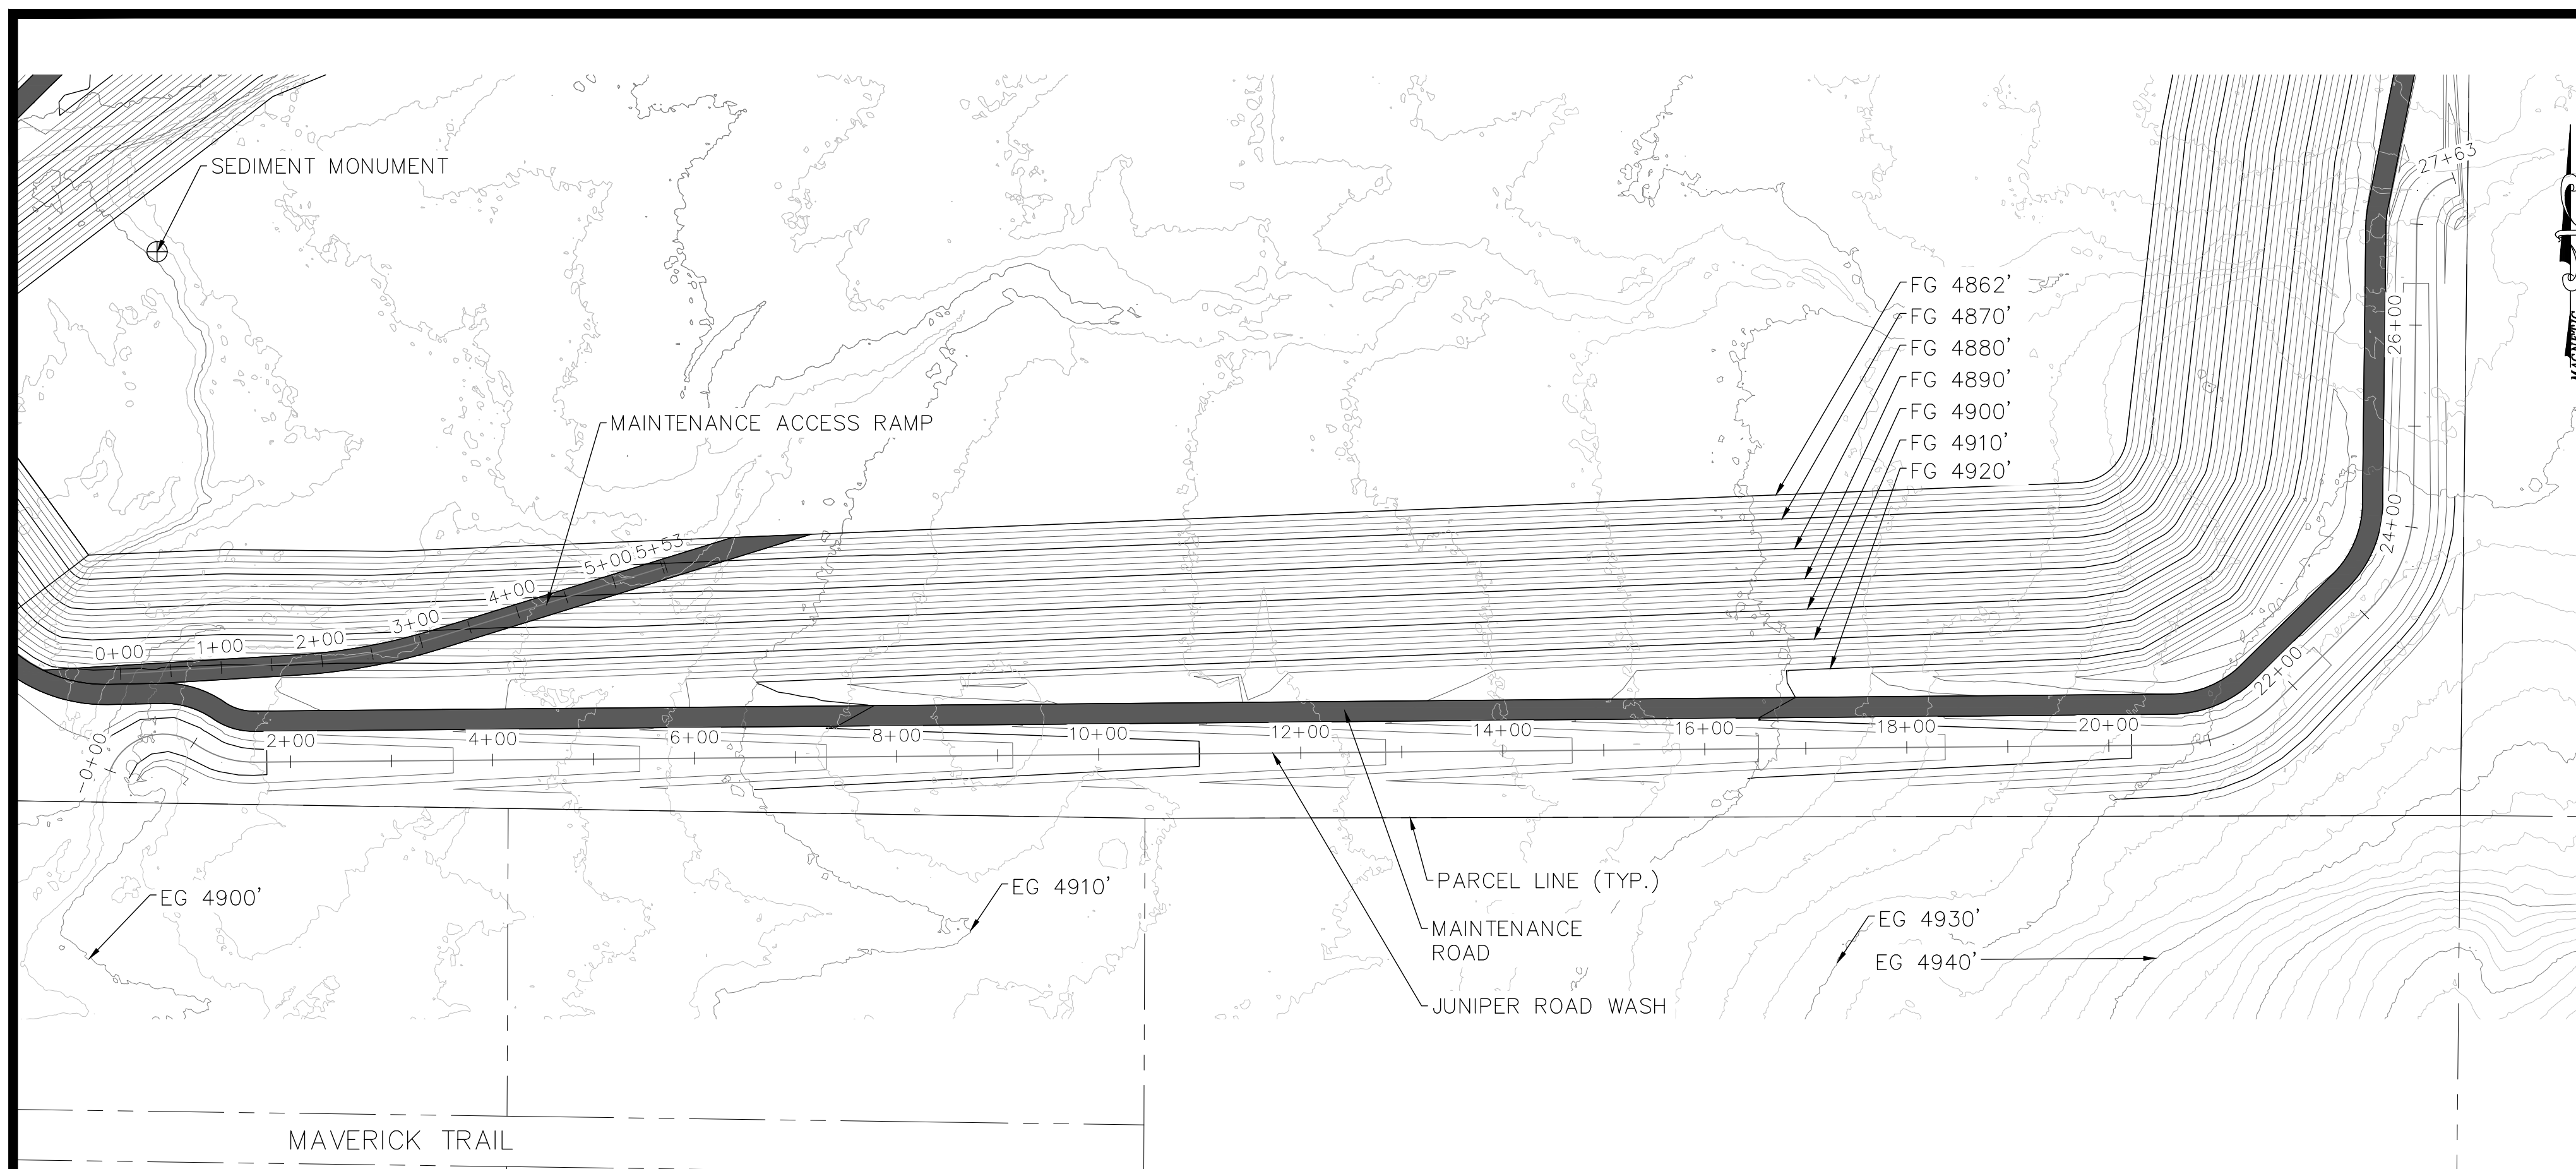 SEDIMENT MONUMENT
27+63
FG 4862'
FG 4870'
FG 4880'
FG 4890'
FG 4900'
FG 4910'
FG 4920'
26+00
MAINTENANCE ACCESS RAMP
24+00
0+00
1+00
2+00
3+00
4+00
5+00
5+53
22+00
-0+00
2+00
4+00
6+00
8+00
10+00
12+00
14+00
16+00
18+00
20+00
EG 4900'
EG 4910'
PARCEL LINE (TYP.)
MAINTENANCE
ROAD
JUNIPER ROAD WASH
EG 4930'
EG 4940'
MAVERICK TRAIL